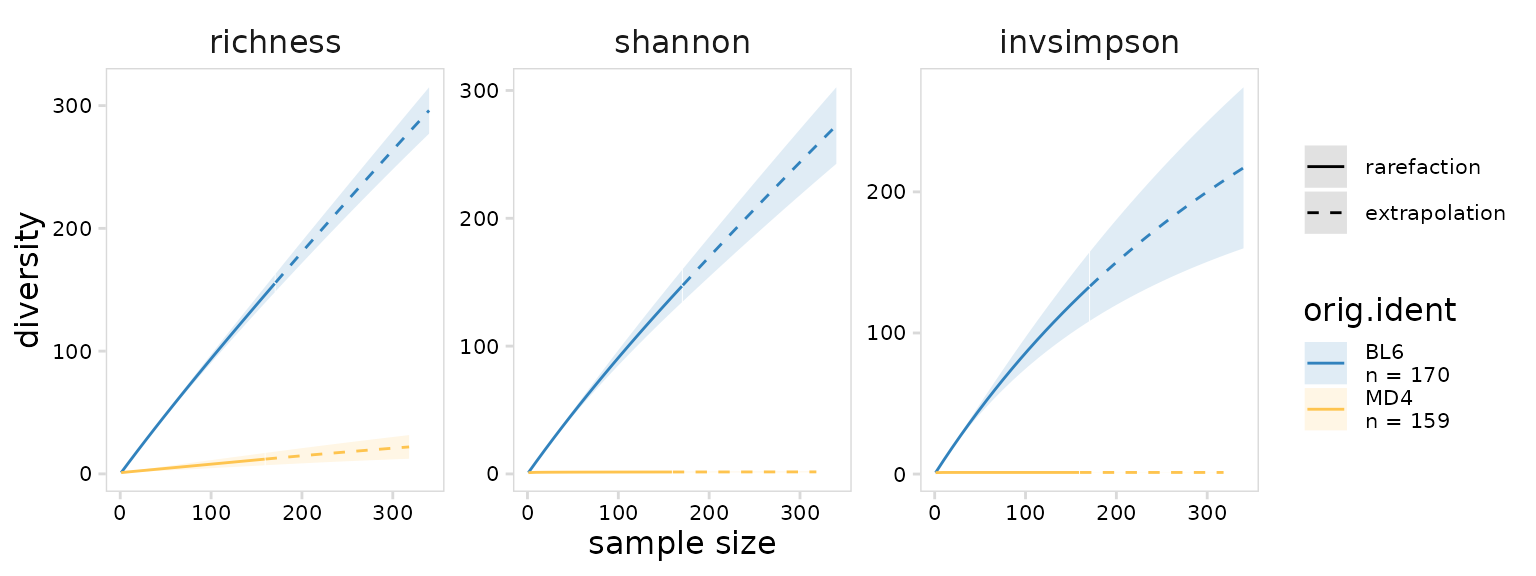 richness
shannon
invsimpson
diversity
300
200
100
0
0 100 200 300
300
200
100
0
0 100 200 300
200
100
0
0 100 200 300
sample size
rarefaction
extrapolation
orig.ident
BL6
n = 170
MD4
n = 159